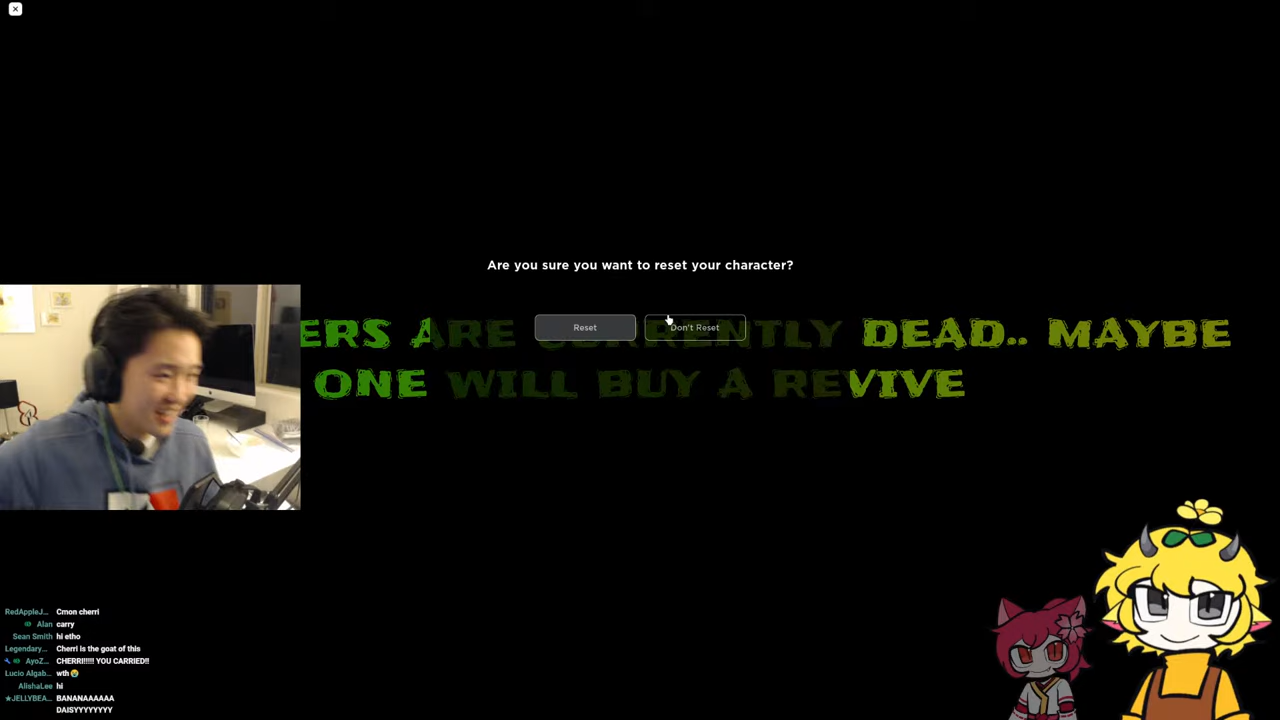 Are you sure you want to reset your character?
Reset
Don't Reset
ERS ARE CURRENTLY DEAD.. MAYBE
ONE WILL BUY A REVIVE
RedAppleJ... Cmon cherri
Alan carry
Sean Smith hi etho
Legendary... Cherri is the goat of this
AyoZ... CHERRI!!!!! YOU CARRIED!!
Lucio Algab... wth 😭
AlishaLee hi
★JELLYBEA... BANANAAAAAA
DAISYYYYYYYY